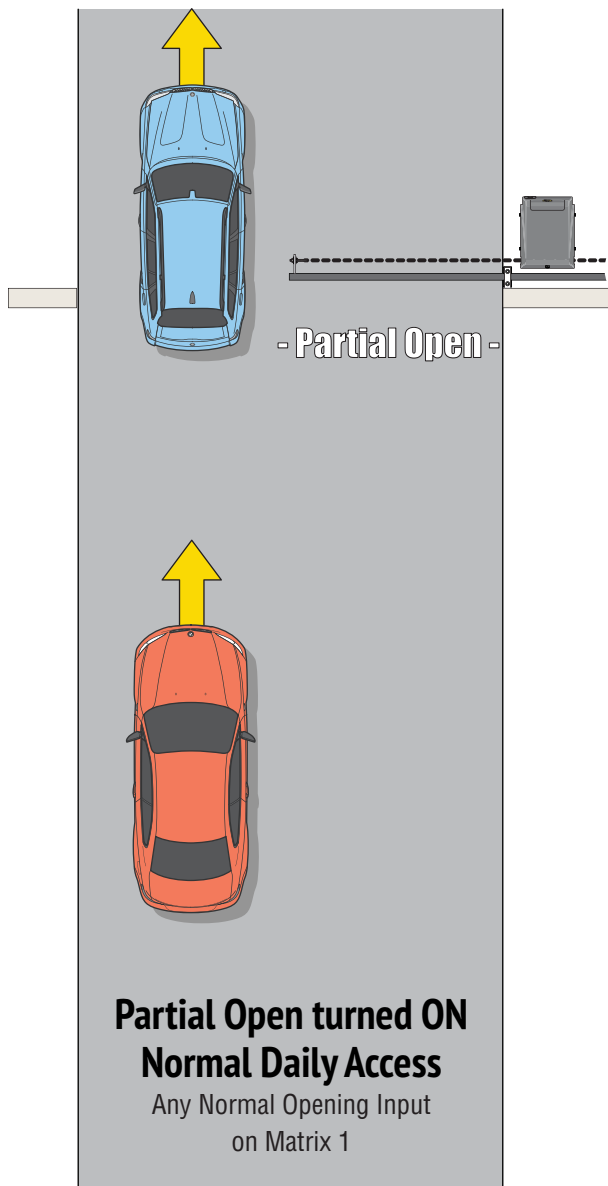 - Partial Open -
Partial Open turned ON
Normal Daily Access
Any Normal Opening Input
on Matrix 1